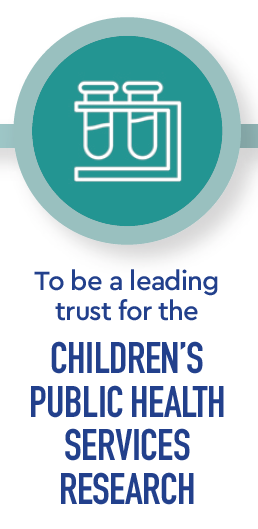 To be a leading
trust for the
CHILDREN'S
PUBLIC HEALTH
SERVICES
RESEARCH